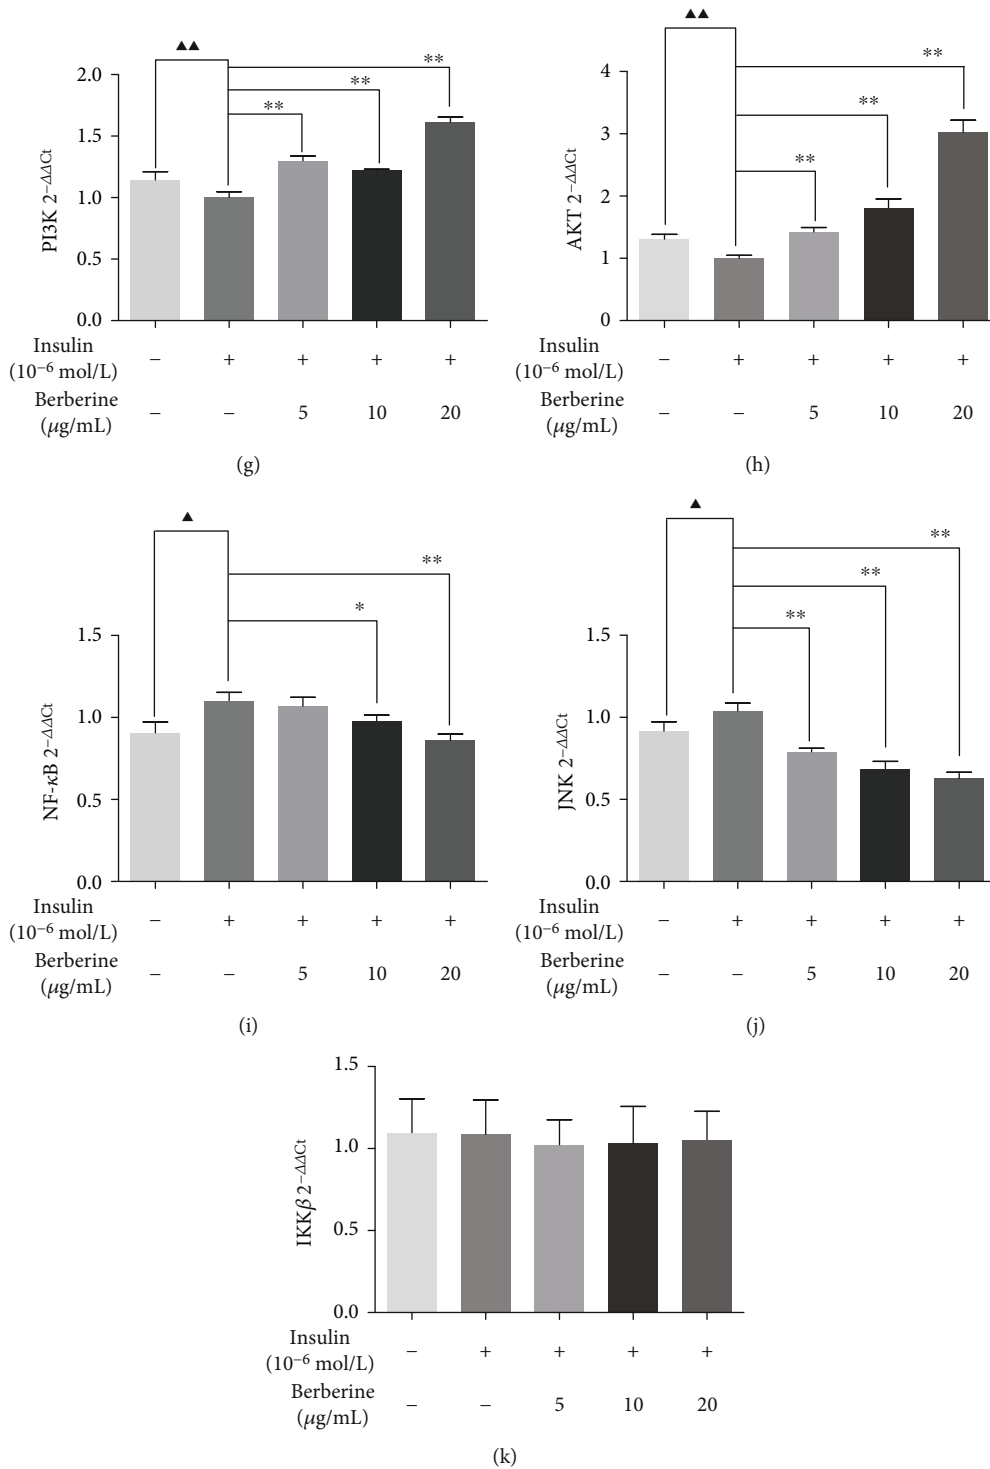 ▲▲
**
**
**
2.0
1.5
1.0
0.5
0.0
PI3K 2−ΔΔCt
Insulin
(10−6 mol/L)
− + + + +
Berberine
(μg/mL)
− − 5 10 20
(g)
▲▲
**
**
**
4
3
2
1
0
AKT 2−ΔΔCt
Insulin
(10−6 mol/L)
− + + + +
Berberine
(μg/mL)
− − 5 10 20
(h)
▲
**
*
1.5
1.0
0.5
0.0
NF-κB 2−ΔΔCt
Insulin
(10−6 mol/L)
− + + + +
Berberine
(μg/mL)
− − 5 10 20
(i)
▲
**
**
**
1.5
1.0
0.5
0.0
JNK 2−ΔΔCt
Insulin
(10−6 mol/L)
− + + + +
Berberine
(μg/mL)
− − 5 10 20
(j)
1.5
1.0
0.5
0.0
IKKβ 2−ΔΔCt
Insulin
(10−6 mol/L)
− + + + +
Berberine
(μg/mL)
− − 5 10 20
(k)